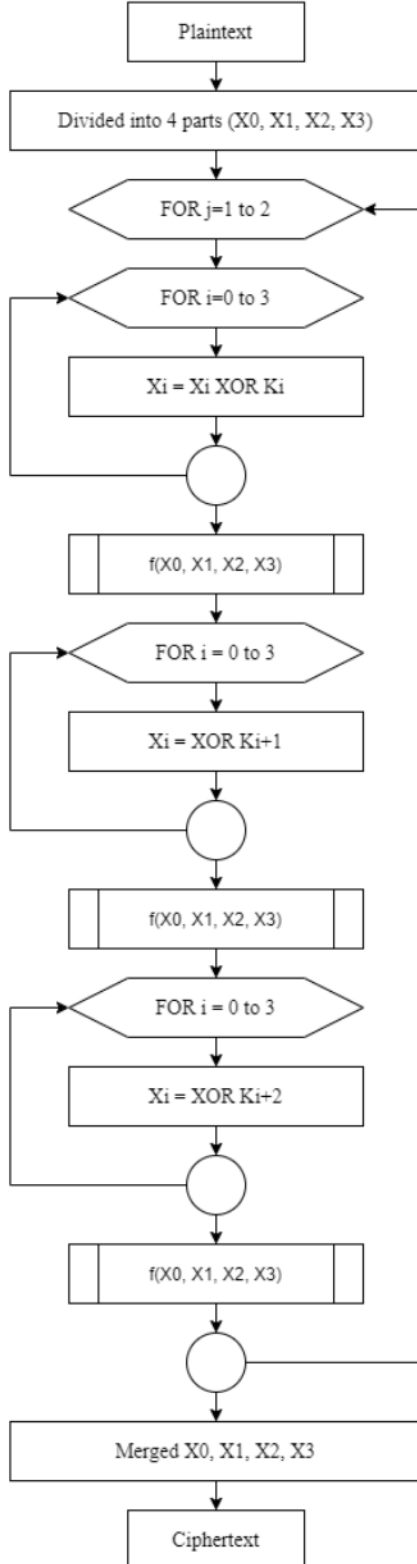 Plaintext
Divided into 4 parts (X0, X1, X2, X3)
FOR j=1 to 2
FOR i=0 to 3
Xi = Xi XOR Ki
f(X0, X1, X2, X3)
FOR i = 0 to 3
Xi = XOR Ki+1
f(X0, X1, X2, X3)
FOR i = 0 to 3
Xi = XOR Ki+2
f(X0, X1, X2, X3)
Merged X0, X1, X2, X3
Ciphertext